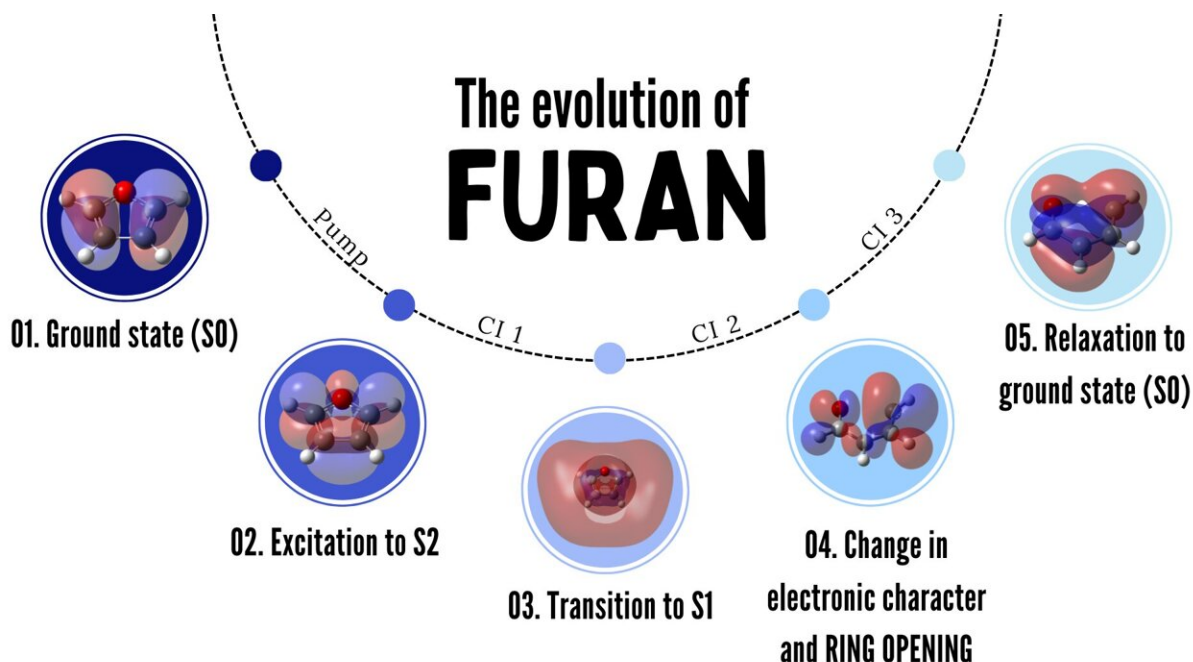 The evolution of
FURAN
Pump
CI 1
CI 2
CI 3
01. Ground state (S0)
02. Excitation to S2
03. Transition to S1
04. Change in
electronic character
and RING OPENING
05. Relaxation to
ground state (S0)